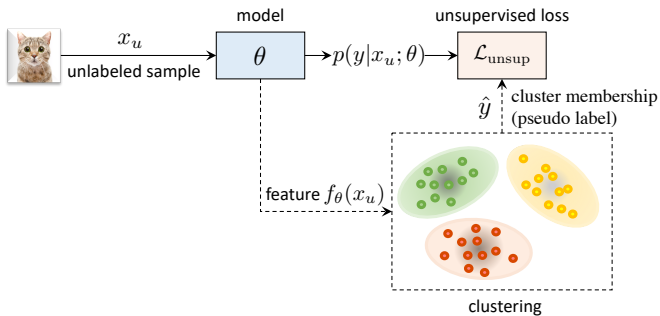 model
unsupervised loss
x_u
unlabeled sample
θ
p(y|x_u; θ)
ℒ_unsup
ŷ
cluster membership
(pseudo label)
feature f_θ(x_u)
clustering